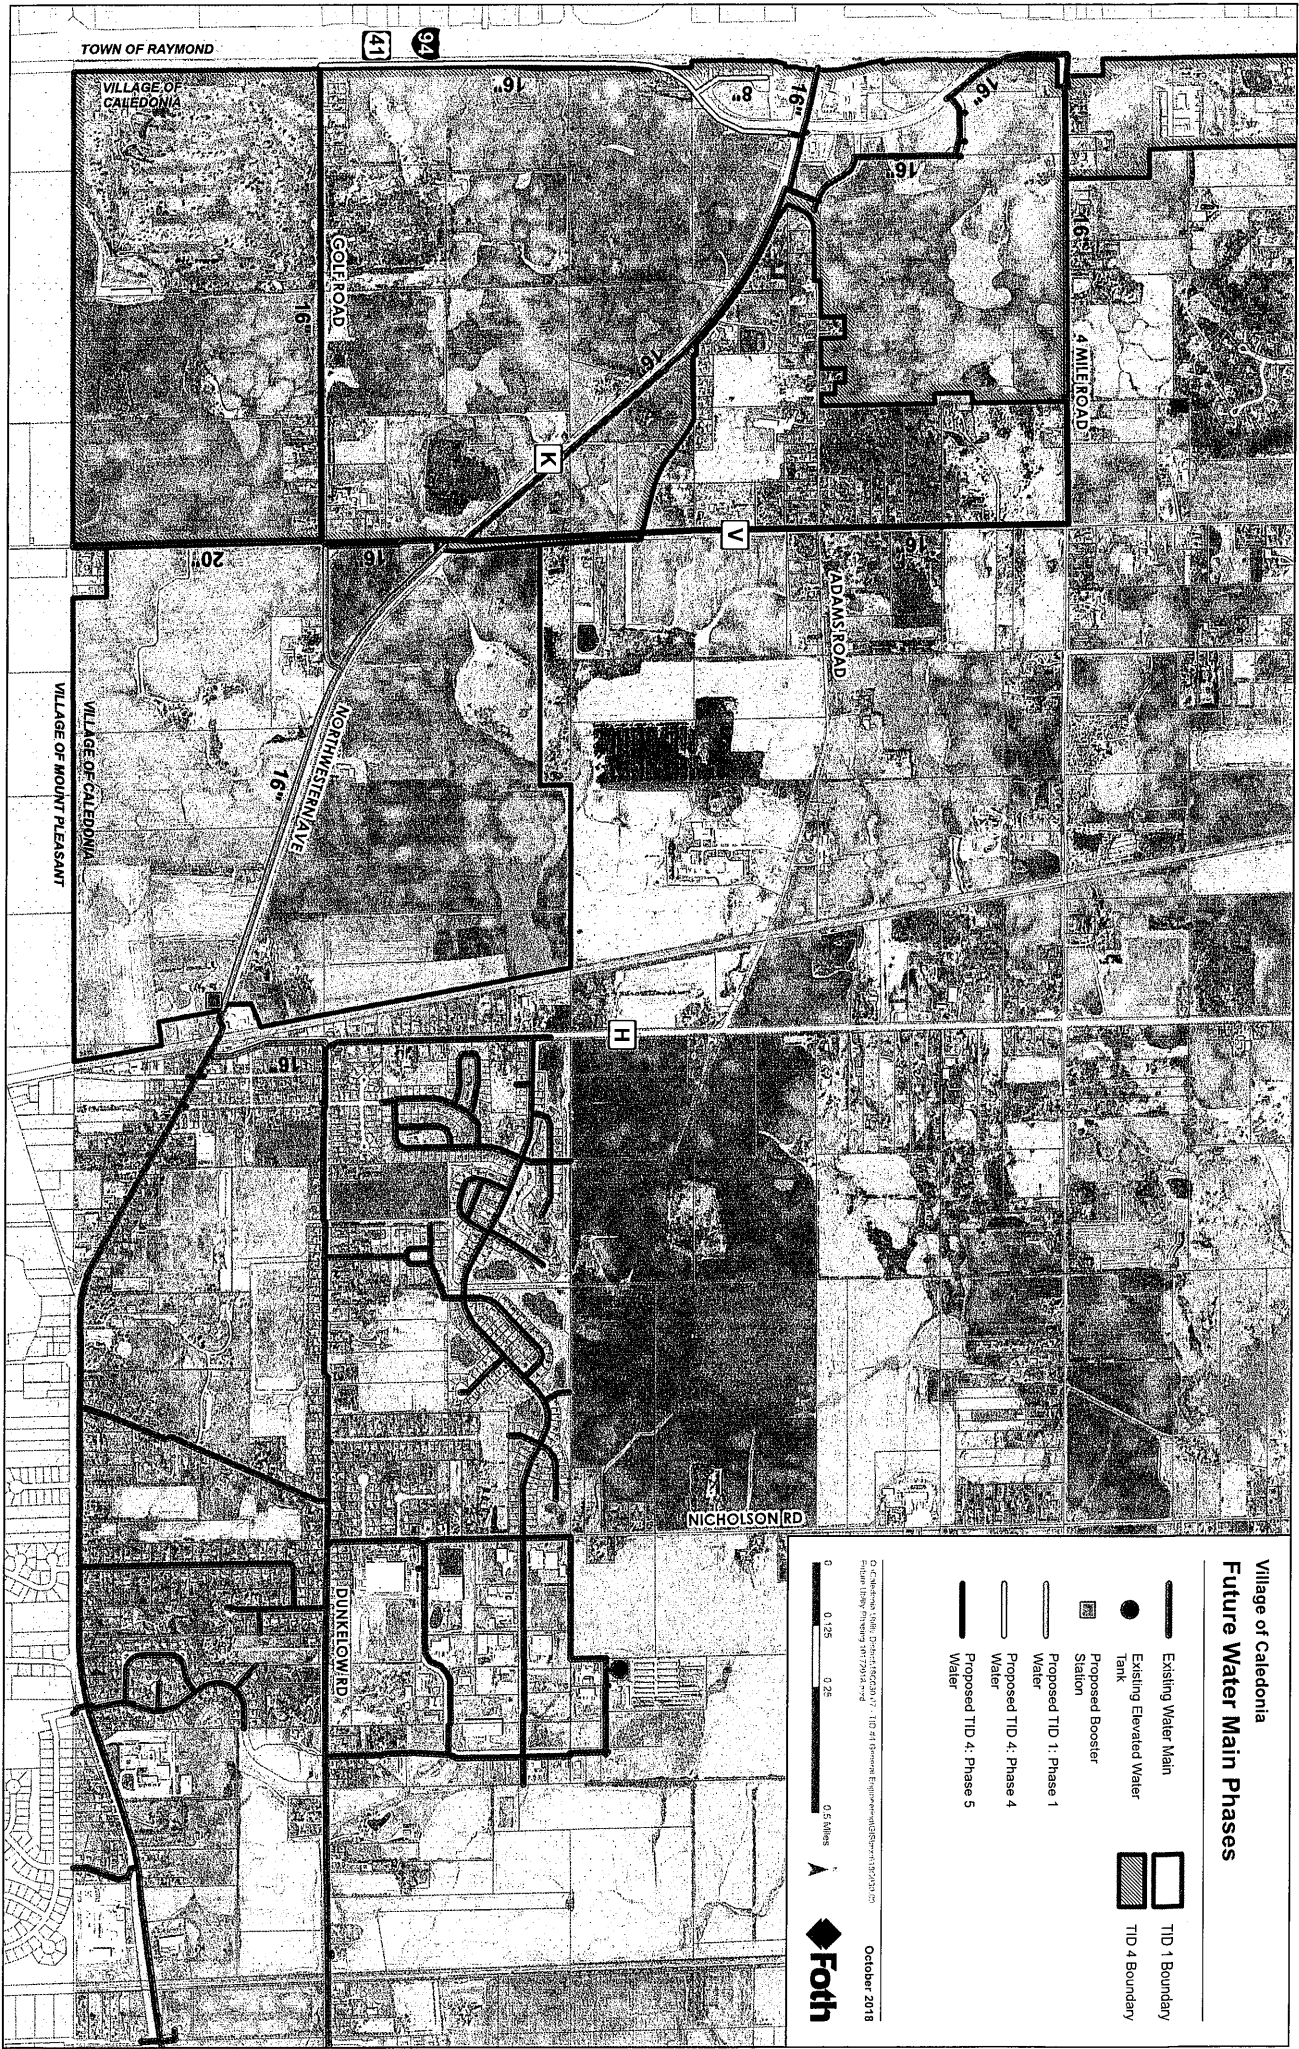 Village of Caledonia
Future Water Main Phases
Existing Water Main
Existing Elevated Water
Tank
Proposed Booster
Station
Proposed TID 1: Phase 1
Water
Proposed TID 4: Phase 4
Water
Proposed TID 4: Phase 5
Water
TID 1 Boundary
TID 4 Boundary
0 0.125 0.25 0.5 Miles
October 2018
Foth
TOWN OF RAYMOND
41
94
VILLAGE OF
CALEDONIA
16"
8"
16"
16"
16"
16"
GOLF ROAD
16"
16"
4 MILE ROAD
K
V
20"
16"
16"
ADAMS ROAD
NORTHWESTERN AVE
16"
VILLAGE OF CALEDONIA
VILLAGE OF MOUNT PLEASANT
H
16"
NICHOLSON RD
DUNKELOW RD